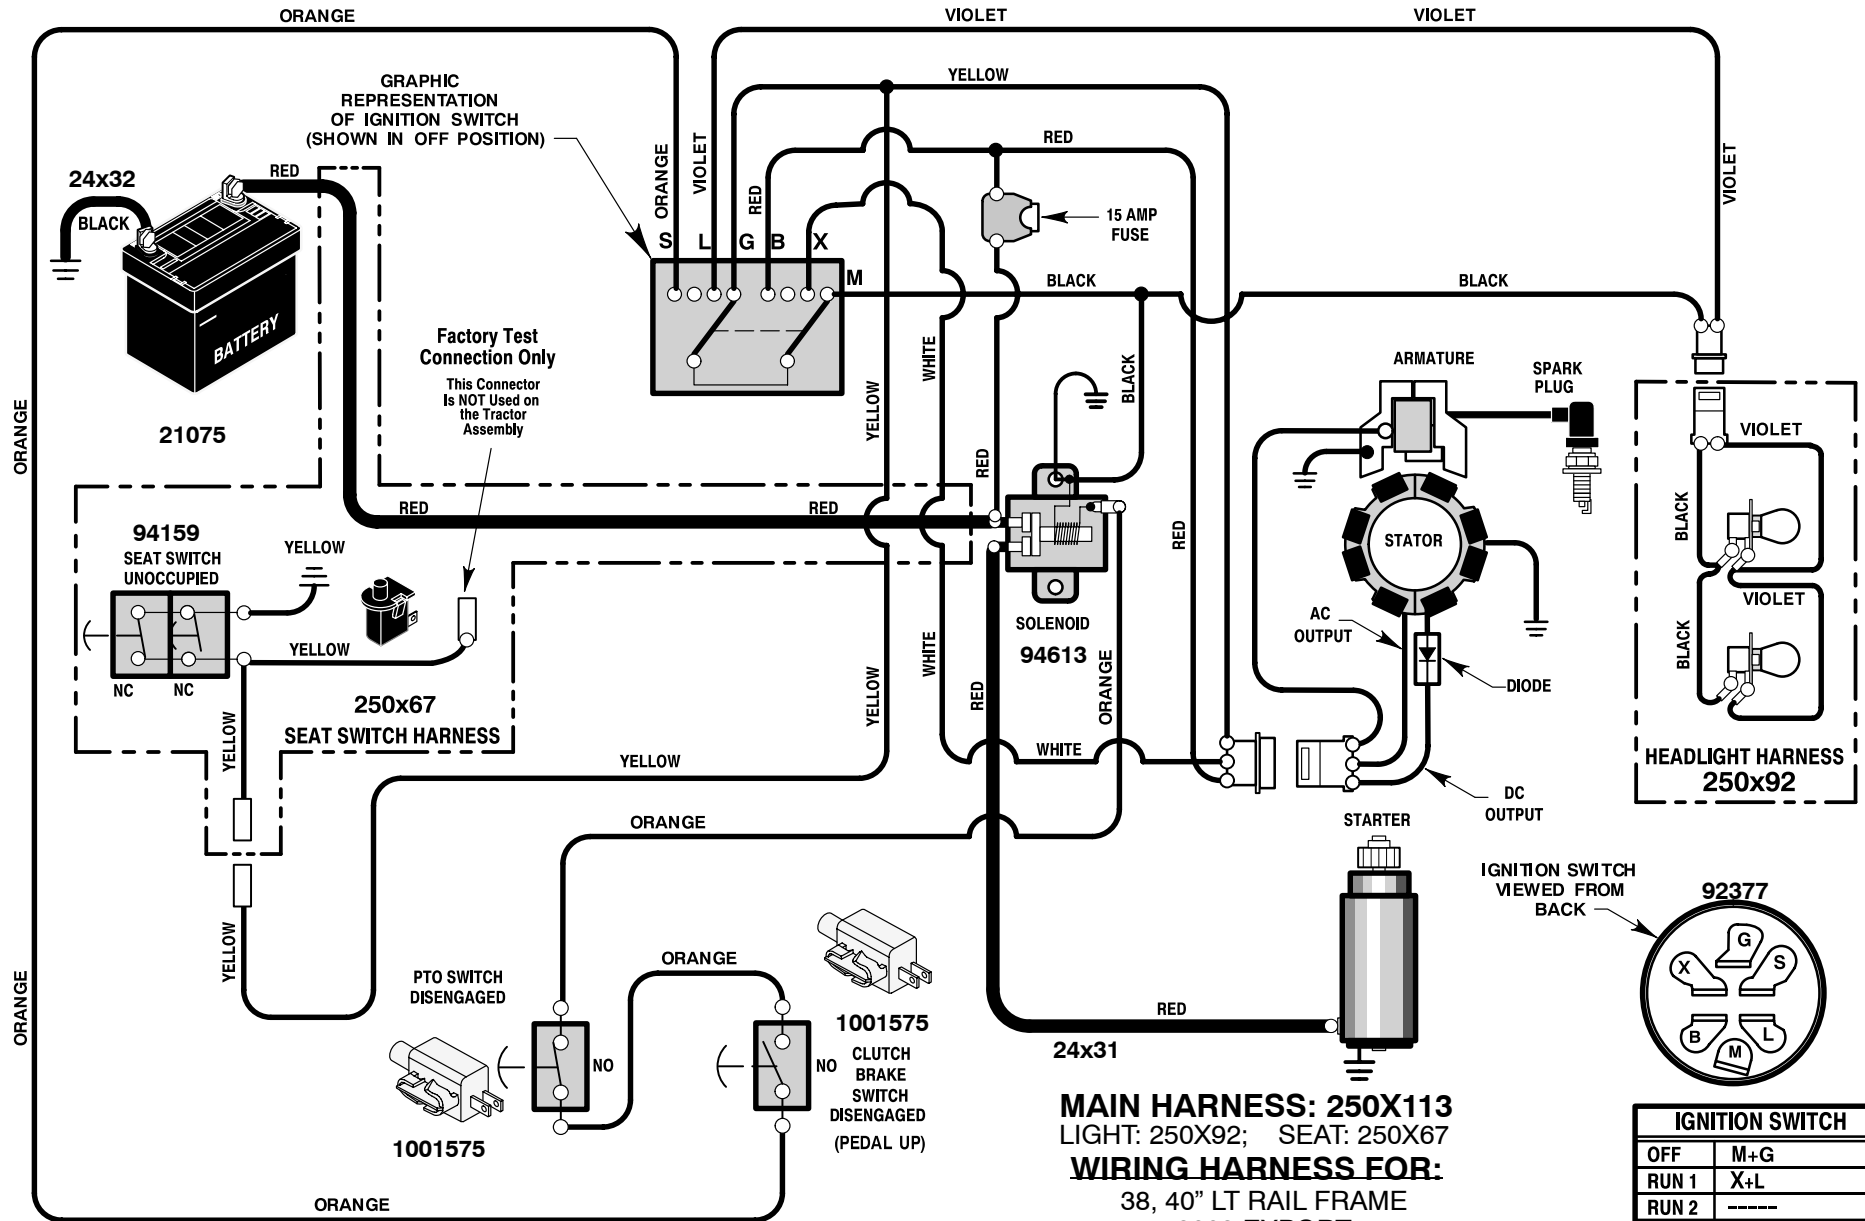 ORANGE
VIOLET
VIOLET
YELLOW
GRAPHIC
REPRESENTATION
OF IGNITION SWITCH
(SHOWN IN OFF POSITION)
RED
24x32
BLACK
RED
ORANGE
VIOLET
RED
VIOLET
15 AMP
FUSE
S L G B X
M
BLACK
BLACK
BATTERY
21075
Factory Test
Connection Only
This Connector
Is NOT Used on
the Tractor
Assembly
WHITE
YELLOW
BLACK
ARMATURE
SPARK
PLUG
VIOLET
ORANGE
RED
RED
RED
94159
SEAT SWITCH
UNOCCUPIED
YELLOW
RED
STATOR
BLACK
VIOLET
NC NC
YELLOW
250x67
SEAT SWITCH HARNESS
YELLOW
SOLENOID
94613
WHITE
YELLOW
RED
ORANGE
AC
OUTPUT
DIODE
BLACK
HEADLIGHT HARNESS
250x92
YELLOW
WHITE
DC
OUTPUT
ORANGE
STARTER
YELLOW
IGNITION SWITCH
VIEWED FROM
BACK
92377
G
X S
B L
M
ORANGE
PTO SWITCH
DISENGAGED
ORANGE
1001575
NO
NO
CLUTCH
BRAKE
SWITCH
DISENGAGED
(PEDAL UP)
1001575
RED
24x31
ORANGE
MAIN HARNESS: 250X113
LIGHT: 250X92; SEAT: 250X67
WIRING HARNESS FOR:
38, 40” LT RAIL FRAME
IGNITION SWITCH
OFF M+G
RUN 1 X+L
RUN 2 -----